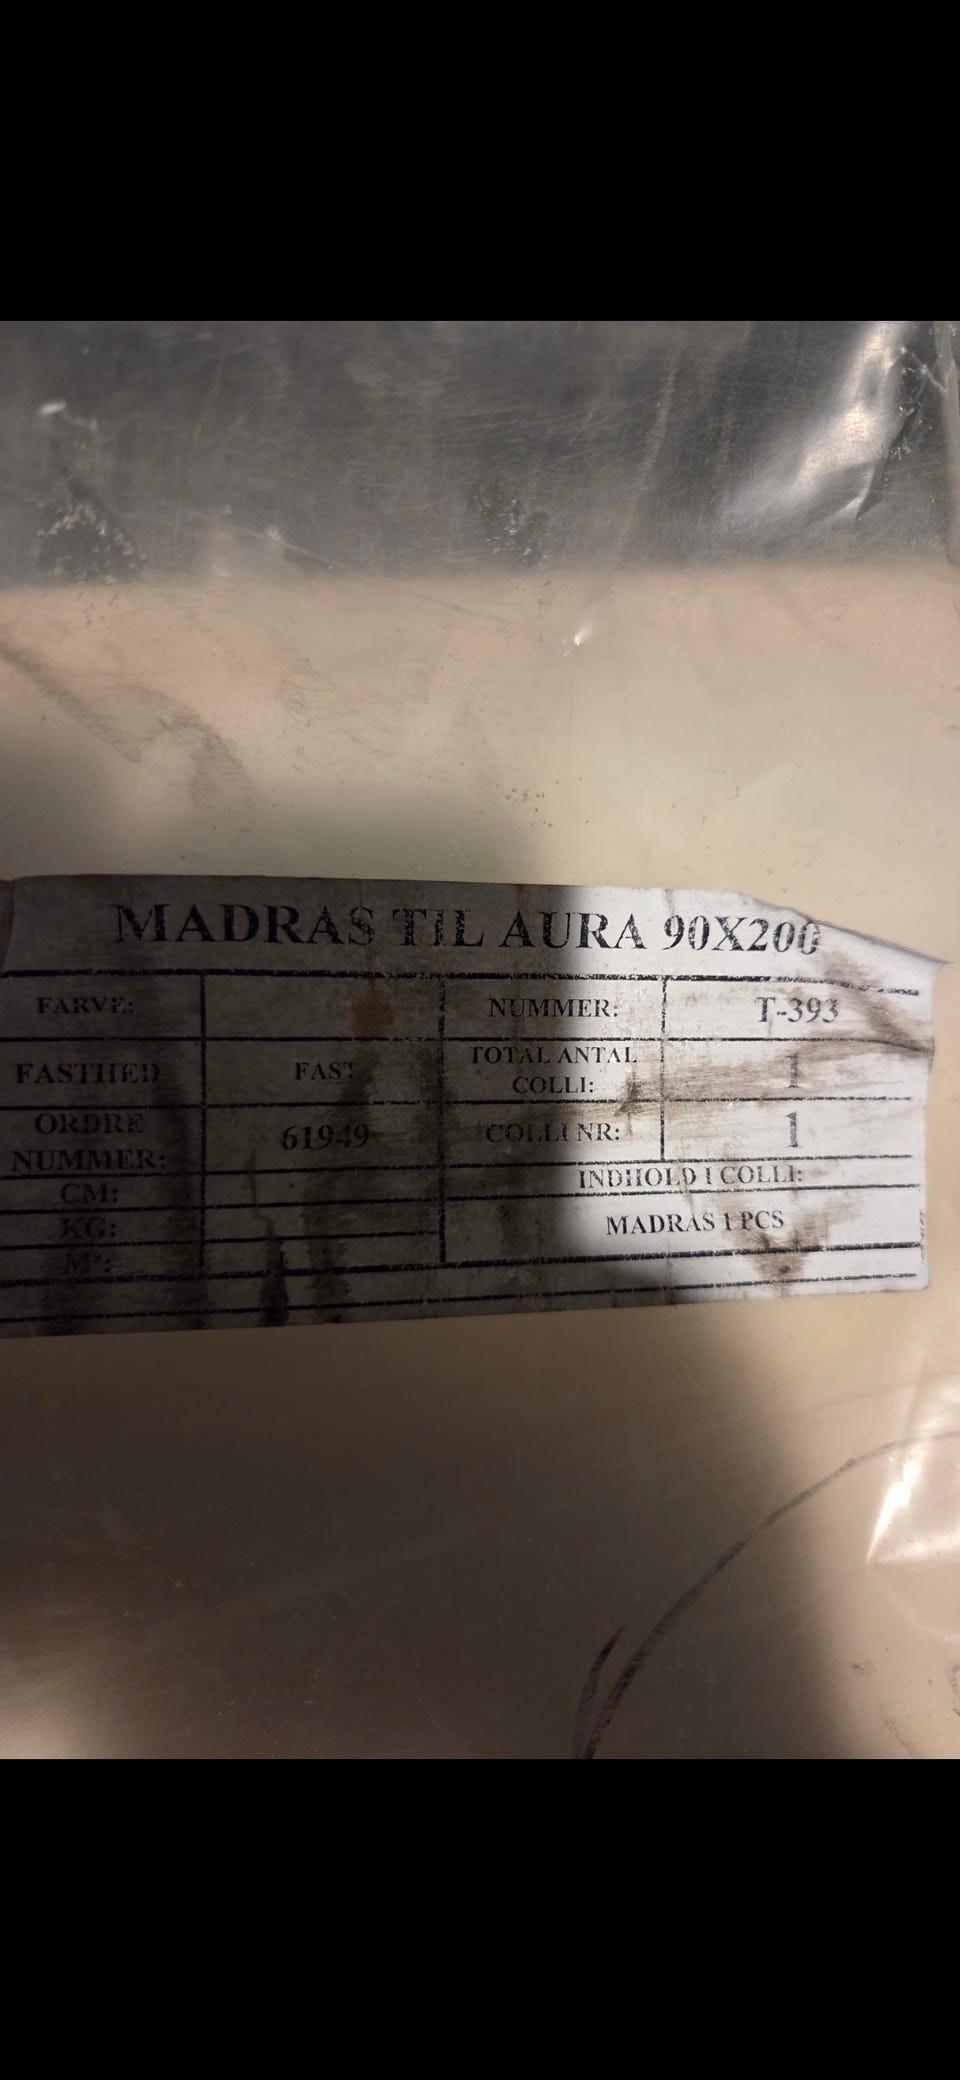 MADRAS TIL AURA 90X200
FARVE: NUMMER: T-393
FASTHED FAST TOTAL ANTAL COLLI: 1
ORDRE NUMMER: 61949 COLLI NR: 1
CM: INDHOLD I COLLI:
KG: MADRAS 1 PCS
M³: